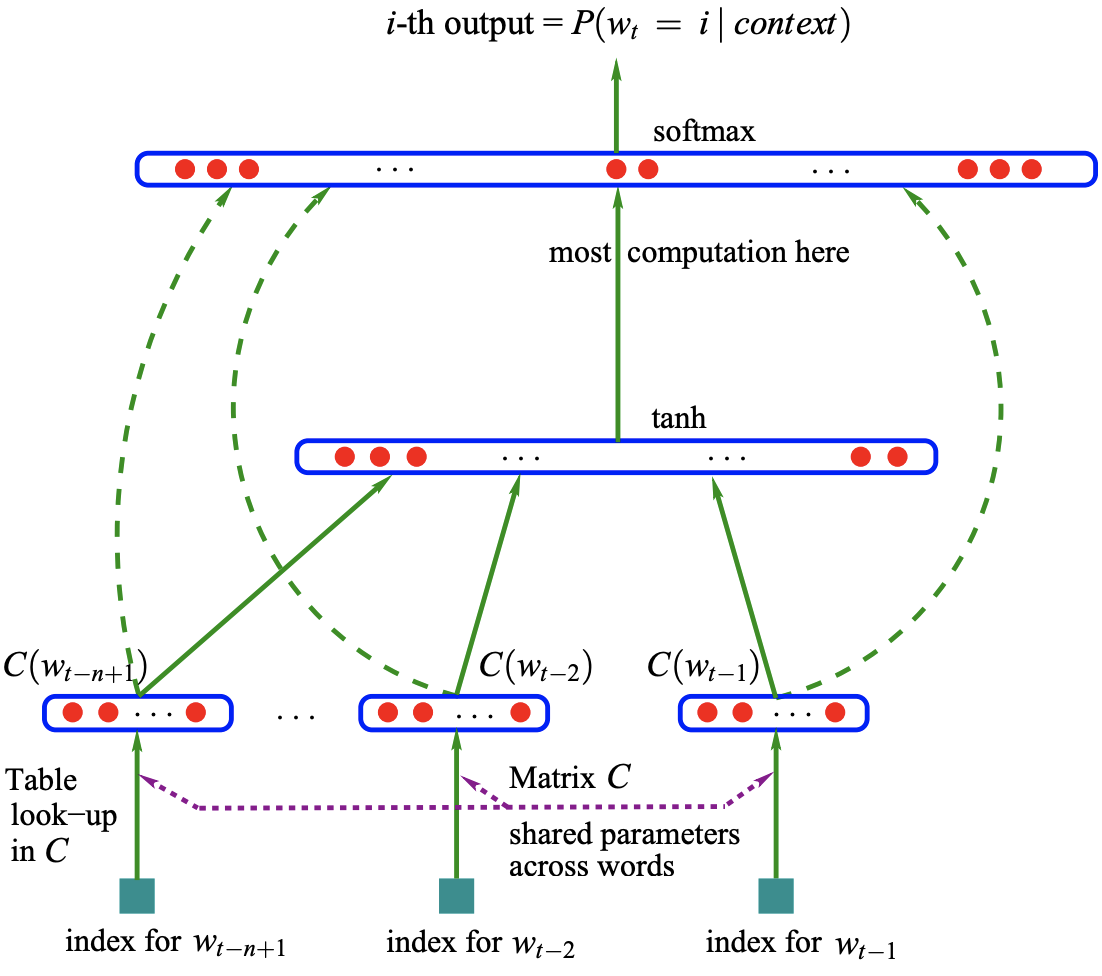 i-th output = P(w_t = i | context)
softmax
. . .
. . .
most computation here
tanh
. . .
. . .
C(w_{t−n+1})
C(w_{t−2})
C(w_{t−1})
. . .
. . .
. . .
. . .
Table
look−up
in C
Matrix C
shared parameters
across words
index for w_{t−n+1}
index for w_{t−2}
index for w_{t−1}